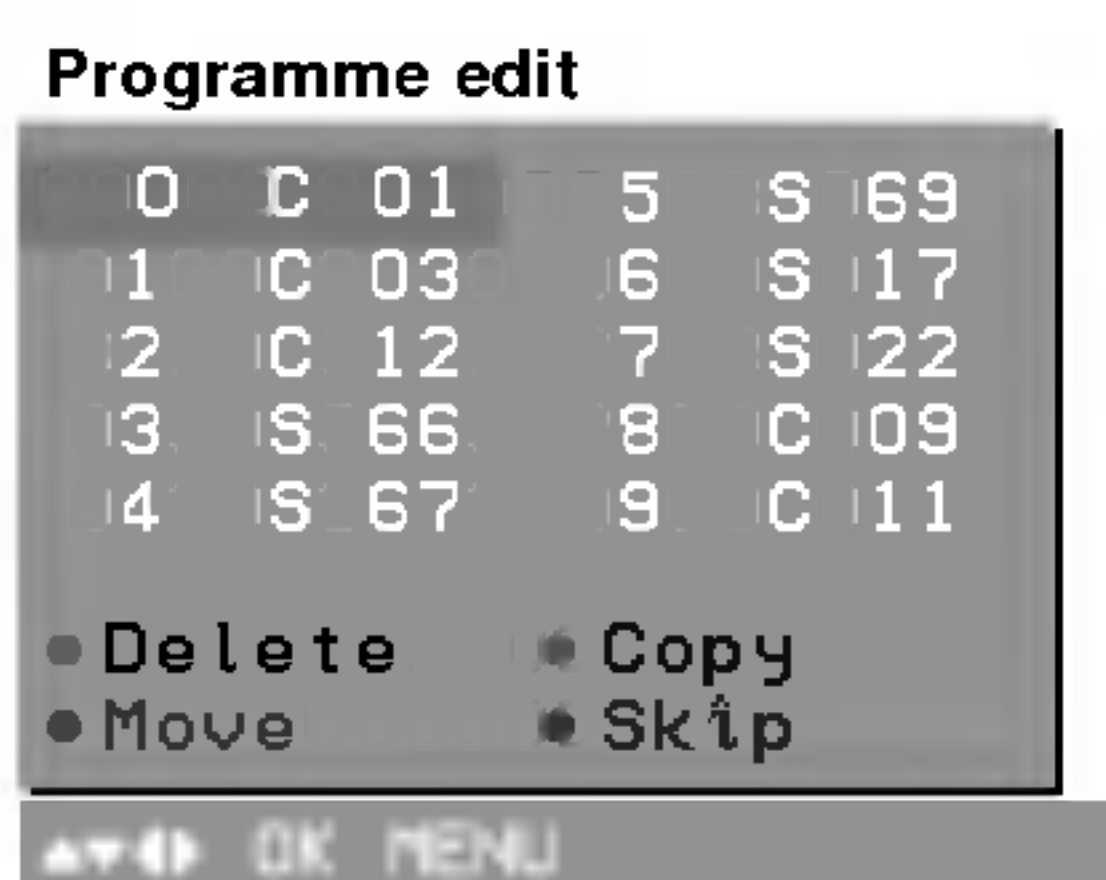 Programme edit
0 C 01 5 S 69
1 C 03 6 S 17
2 C 12 7 S 22
3 S 66 8 C 09
4 S 67 9 C 11
Delete Copy
Move Skip
▲▼◀▶ OK MENU